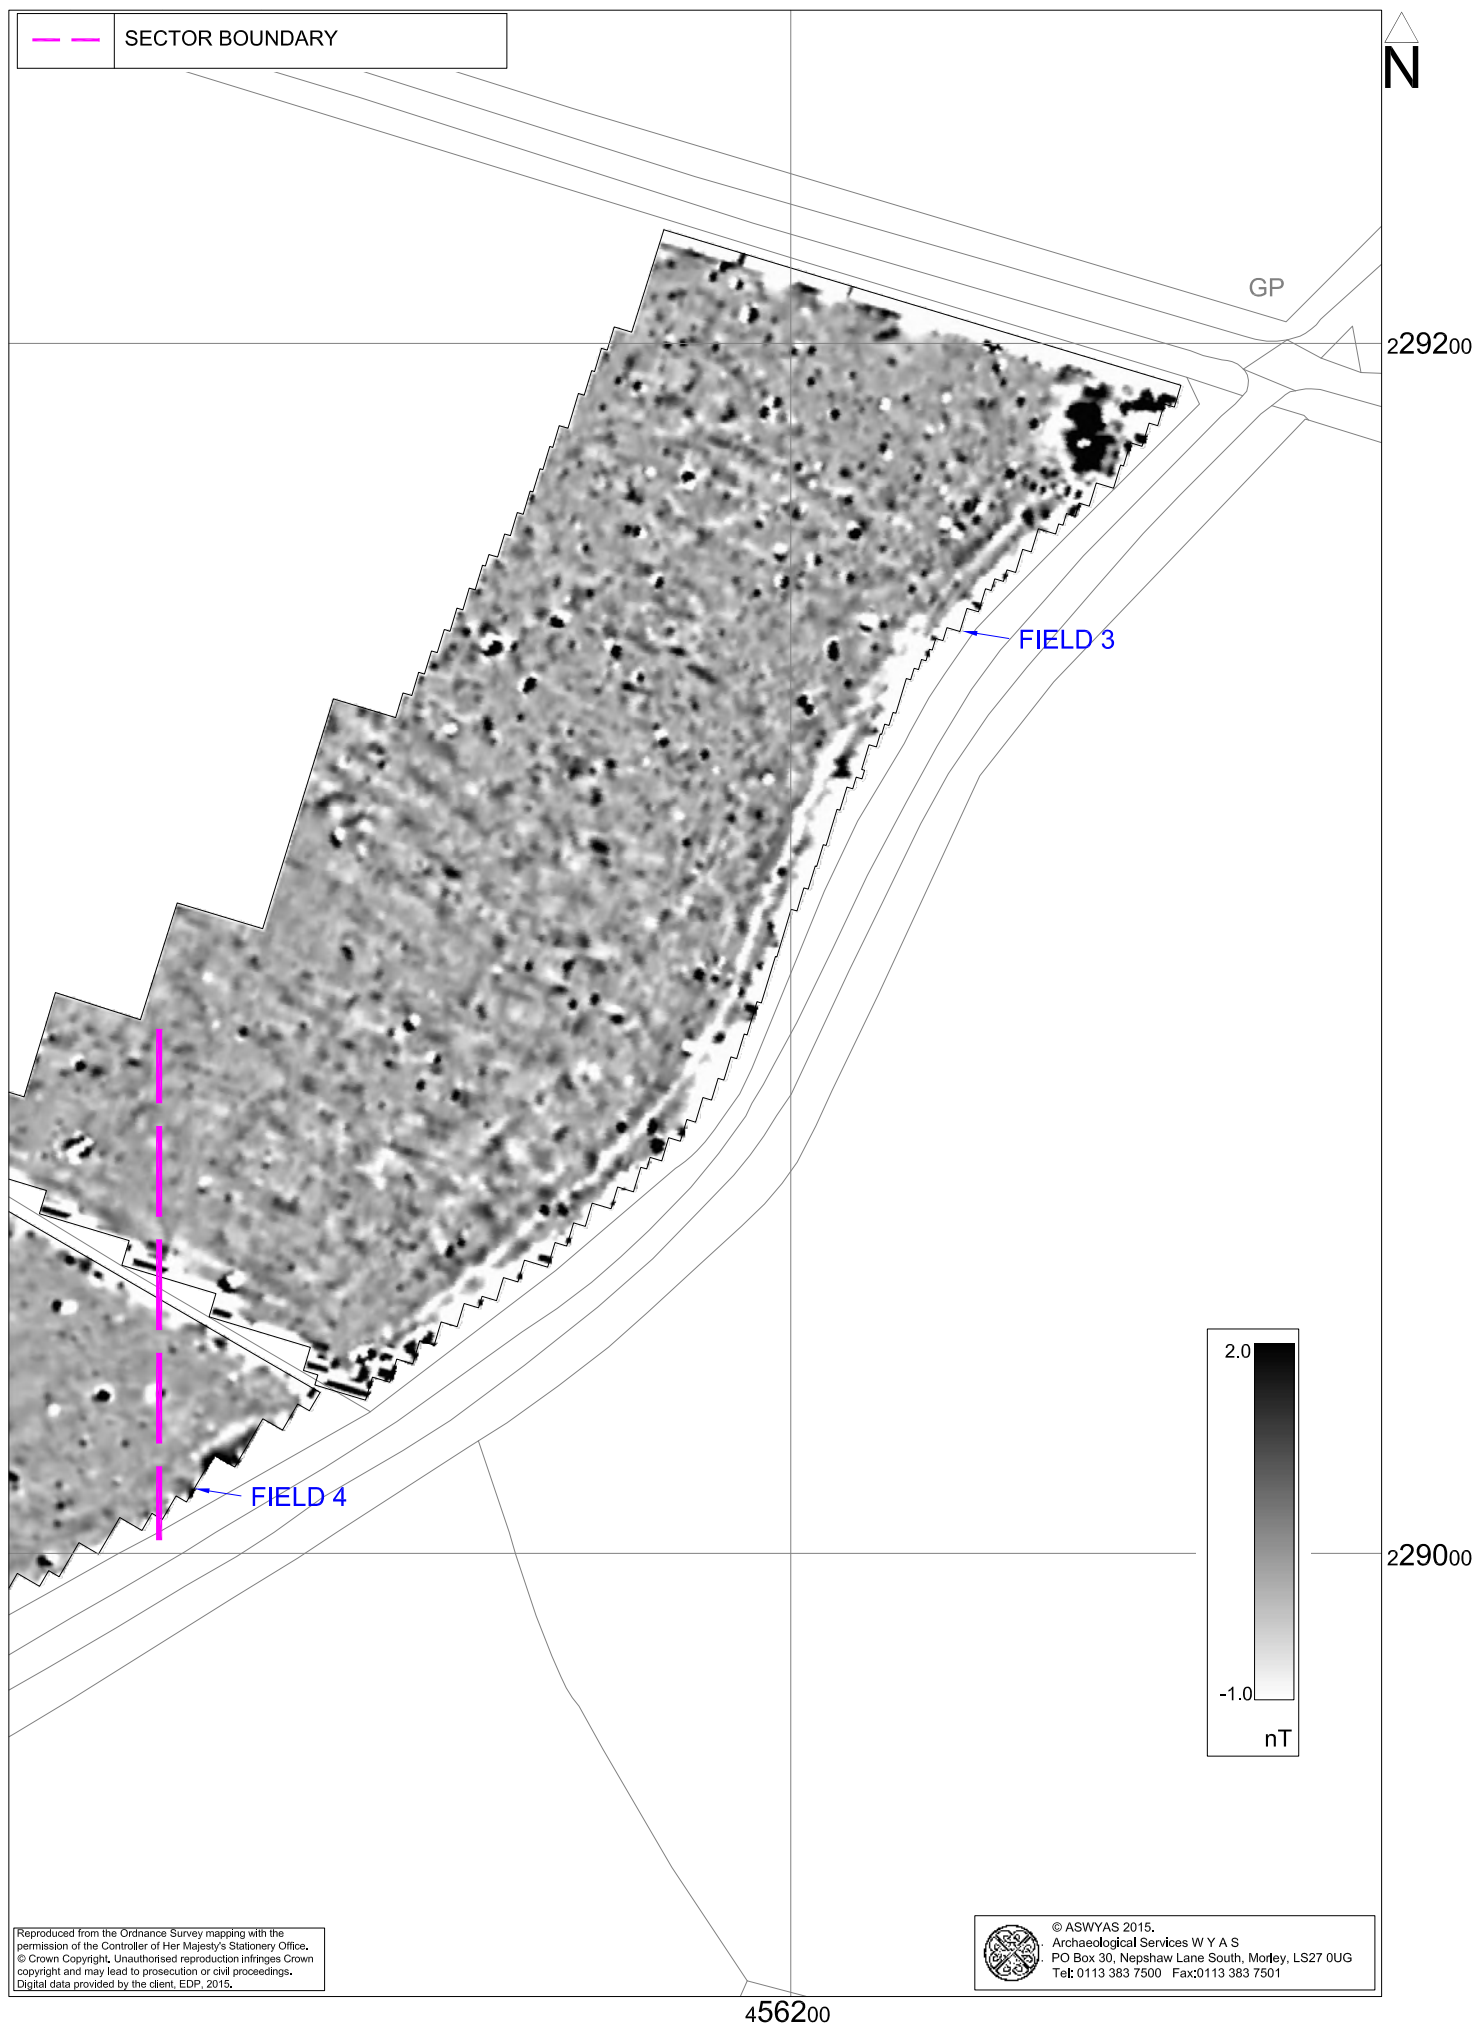 SECTOR BOUNDARY
N
GP
229200
FIELD 3
2.0
FIELD 4
229000
-1.0
nT
Reproduced from the Ordnance Survey mapping with the
permission of the Controller of Her Majesty's Stationery Office.
© Crown Copyright. Unauthorised reproduction infringes Crown
copyright and may lead to prosecution or civil proceedings.
Digital data provided by the client, EDP, 2015.
© ASWYAS 2015.
Archaeological Services W Y A S
PO Box 30, Nepshaw Lane South, Morley, LS27 0UG
Tel: 0113 383 7500 Fax:0113 383 7501
456200